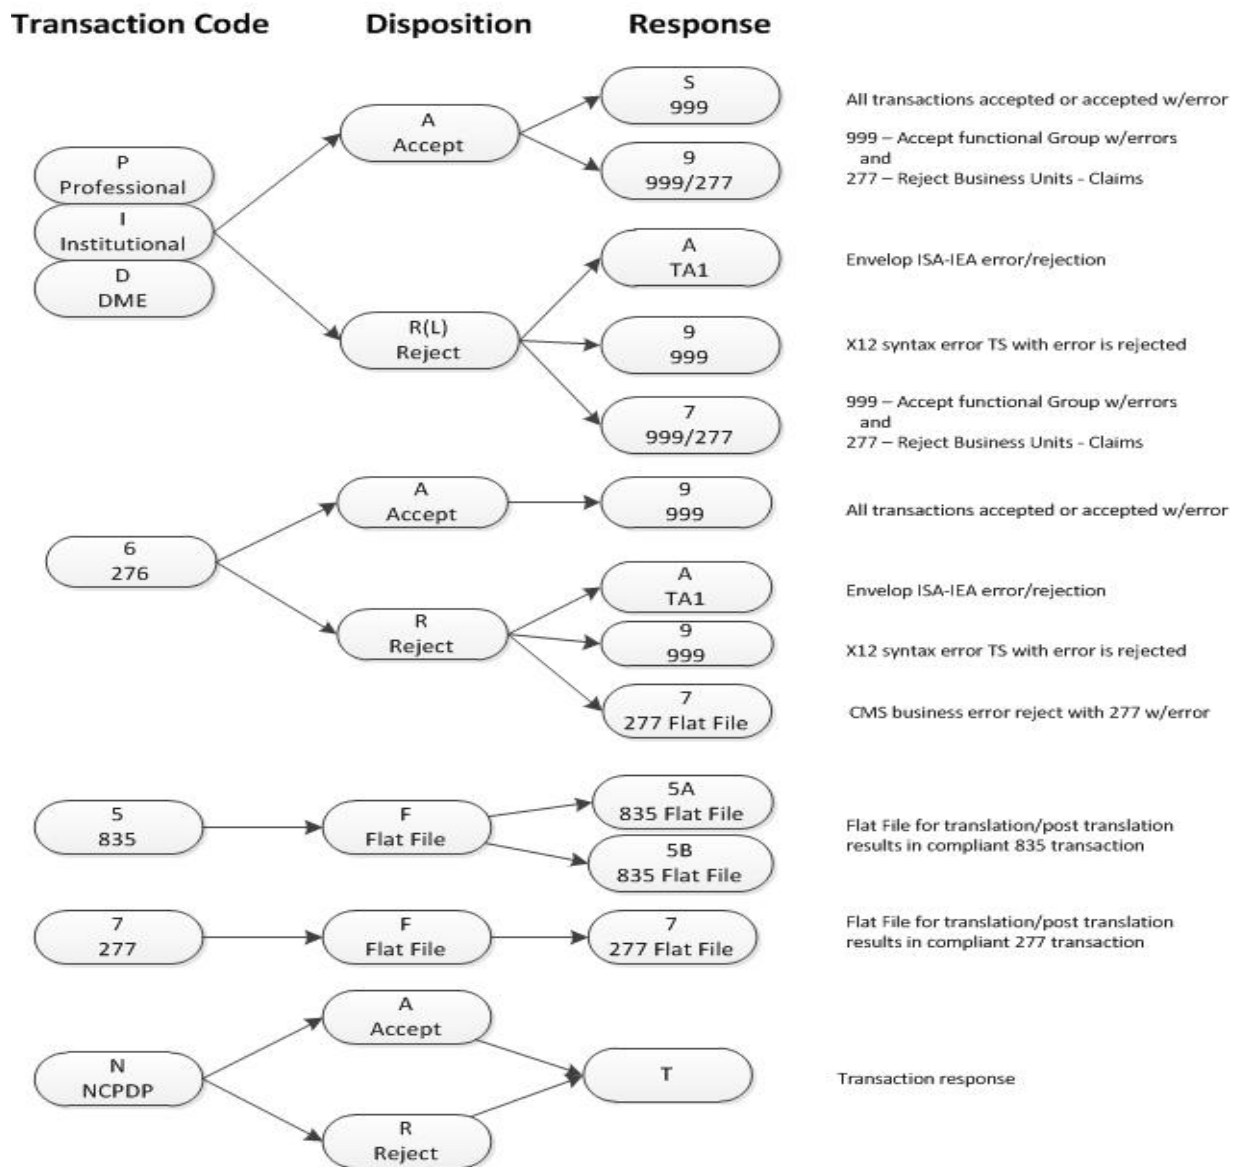 Transaction Code Disposition Response
S
999
All transactions accepted or accepted w/error
A
Accept
999 – Accept functional Group w/errors
and
277 – Reject Business Units - Claims
9
999/277
P
Professional
I
Institutional
D
DME
A
TA1
Envelop ISA-IEA error/rejection
R(L)
Reject
9
999
X12 syntax error TS with error is rejected
7
999/277
999 – Accept functional Group w/errors
and
277 – Reject Business Units - Claims
A
Accept
9
999
All transactions accepted or accepted w/error
6
276
A
TA1
Envelop ISA-IEA error/rejection
R
Reject
9
999
X12 syntax error TS with error is rejected
7
277 Flat File
CMS business error reject with 277 w/error
5
835
F
Flat File
5A
835 Flat File
5B
835 Flat File
Flat File for translation/post translation
results in compliant 835 transaction
7
277
F
Flat File
7
277 Flat File
Flat File for translation/post translation
results in compliant 277 transaction
A
Accept
N
NCPDP
T
Transaction response
R
Reject